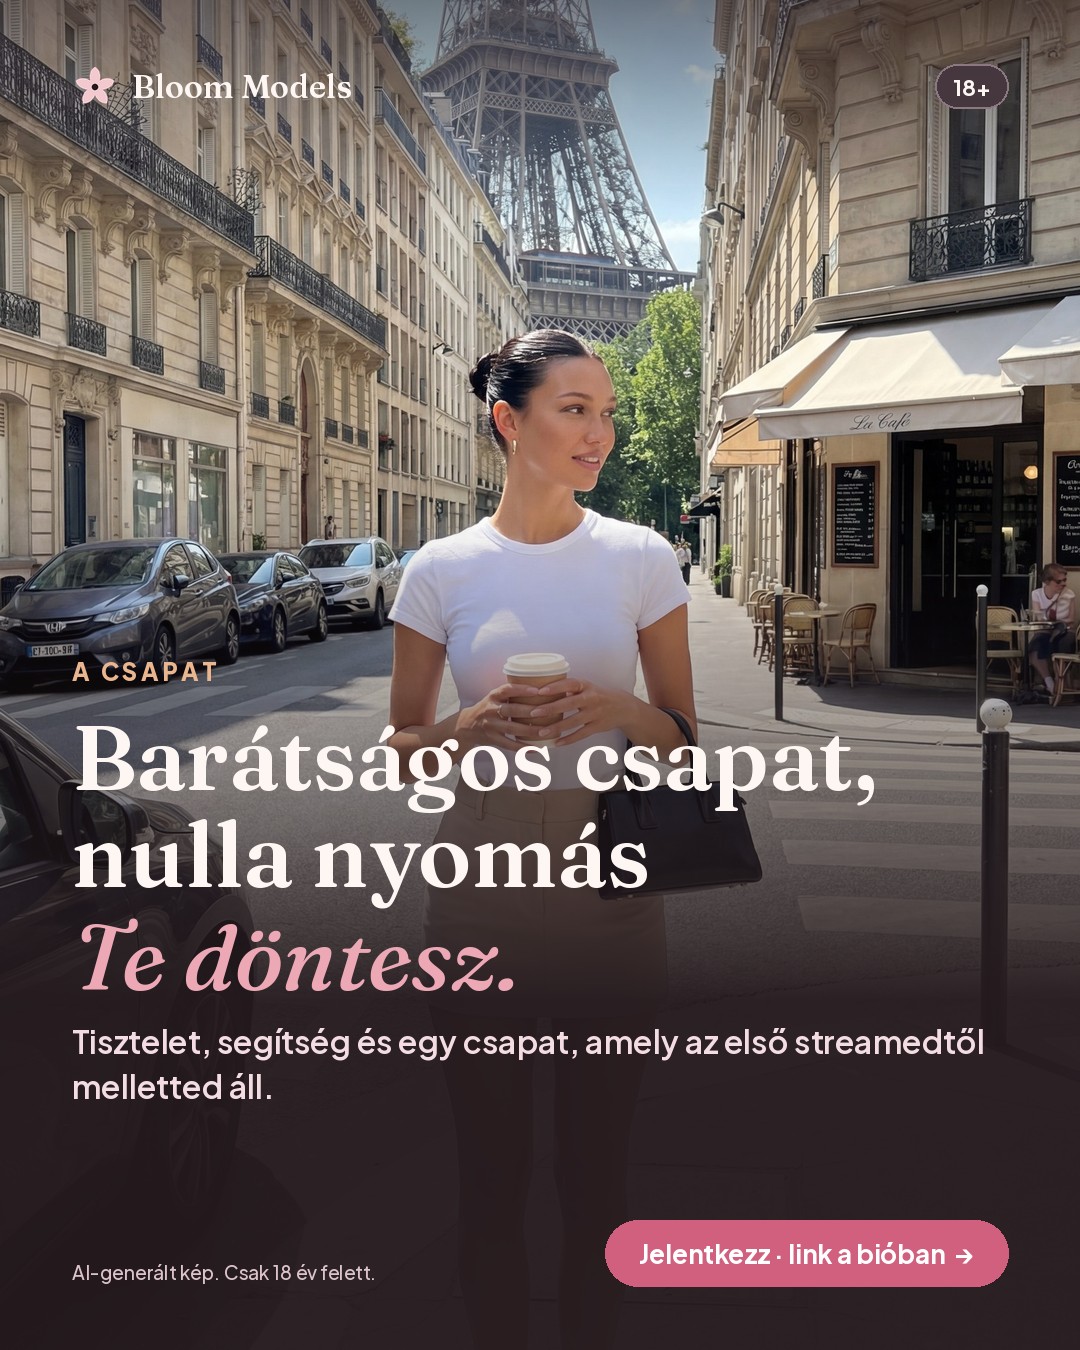 Bloom Models
18+
La Café
A CSAPAT
Barátságos csapat,
nulla nyomás
Te döntesz.
Tisztelet, segítség és egy csapat, amely az első streamedtől
melletted áll.
Jelentkezz · link a bióban →
AI-generált kép. Csak 18 év felett.